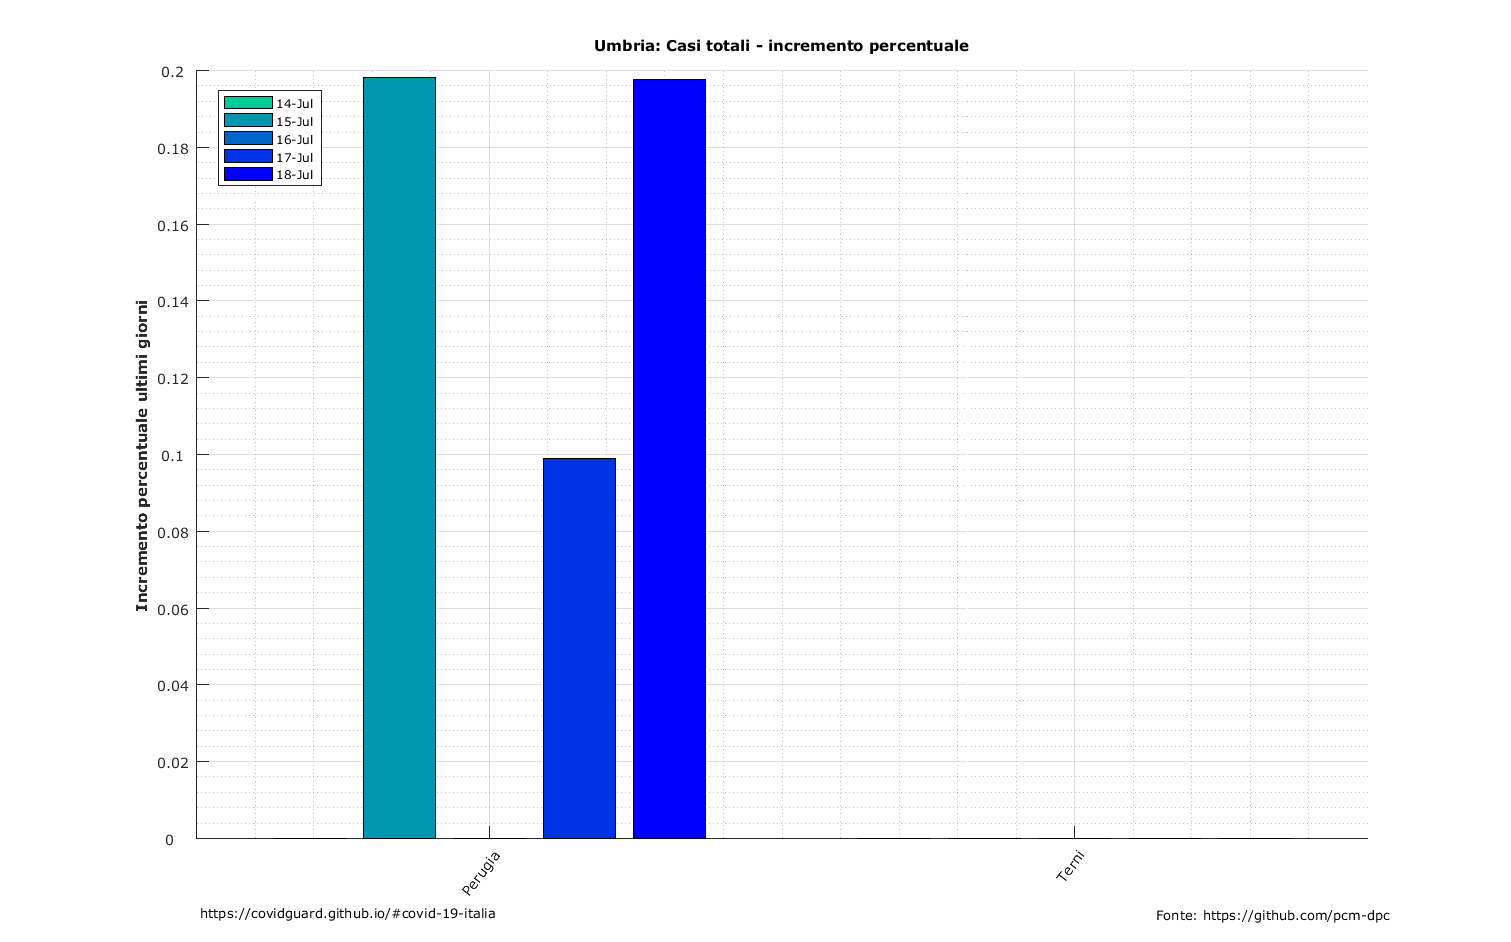 Umbria: Casi totali - incremento percentuale
0.2
0.18
0.16
0.14
0.12
0.1
0.08
0.06
0.04
0.02
0
Incremento percentuale ultimi giorni
14-Jul
15-Jul
16-Jul
17-Jul
18-Jul
Perugia
Terni
https://covidguard.github.io/#covid-19-italia
Fonte: https://github.com/pcm-dpc